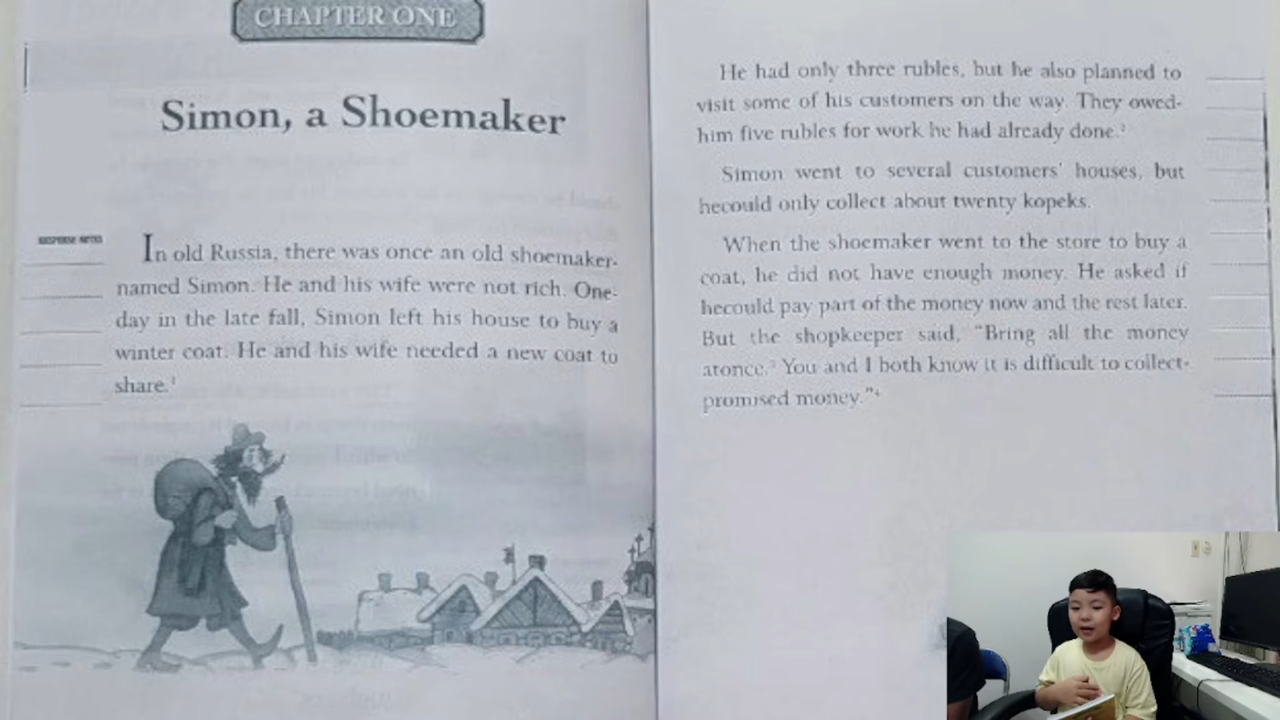 CHAPTER ONE
Simon, a Shoemaker
RESPONSE NOTES
In old Russia, there was once an old shoemaker-
named Simon. He and his wife were not rich. One-
day in the late fall, Simon left his house to buy a
winter coat. He and his wife needed a new coat to
share.¹
He had only three rubles, but he also planned to
visit some of his customers on the way. They owed-
him five rubles for work he had already done.²
Simon went to several customers' houses, but
hecould only collect about twenty kopeks.
When the shoemaker went to the store to buy a
coat, he did not have enough money. He asked if
hecould pay part of the money now and the rest later.
But the shopkeeper said, "Bring all the money
atonce.³ You and I both know it is difficult to collect-
promised money."⁴